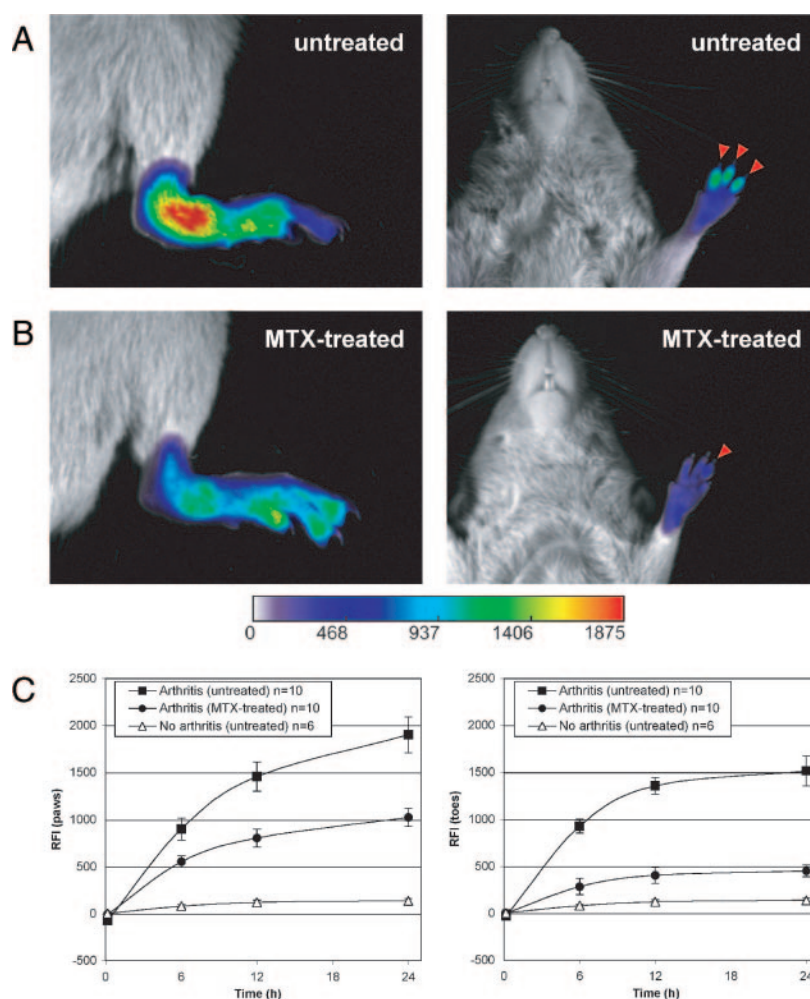 A
untreated
untreated
B
MTX-treated
MTX-treated
0 468 937 1406 1875
C
2500
2000
1500
1000
500
0
-500
RFI (paws)
Arthritis (untreated) n=10
Arthritis (MTX-treated) n=10
No arthritis (untreated) n=6
0 6 12 24
Time (h)
2500
2000
1500
1000
500
0
-500
RFI (toes)
Arthritis (untreated) n=10
Arthritis (MTX-treated) n=10
No arthritis (untreated) n=6
0 6 12 24
Time (h)